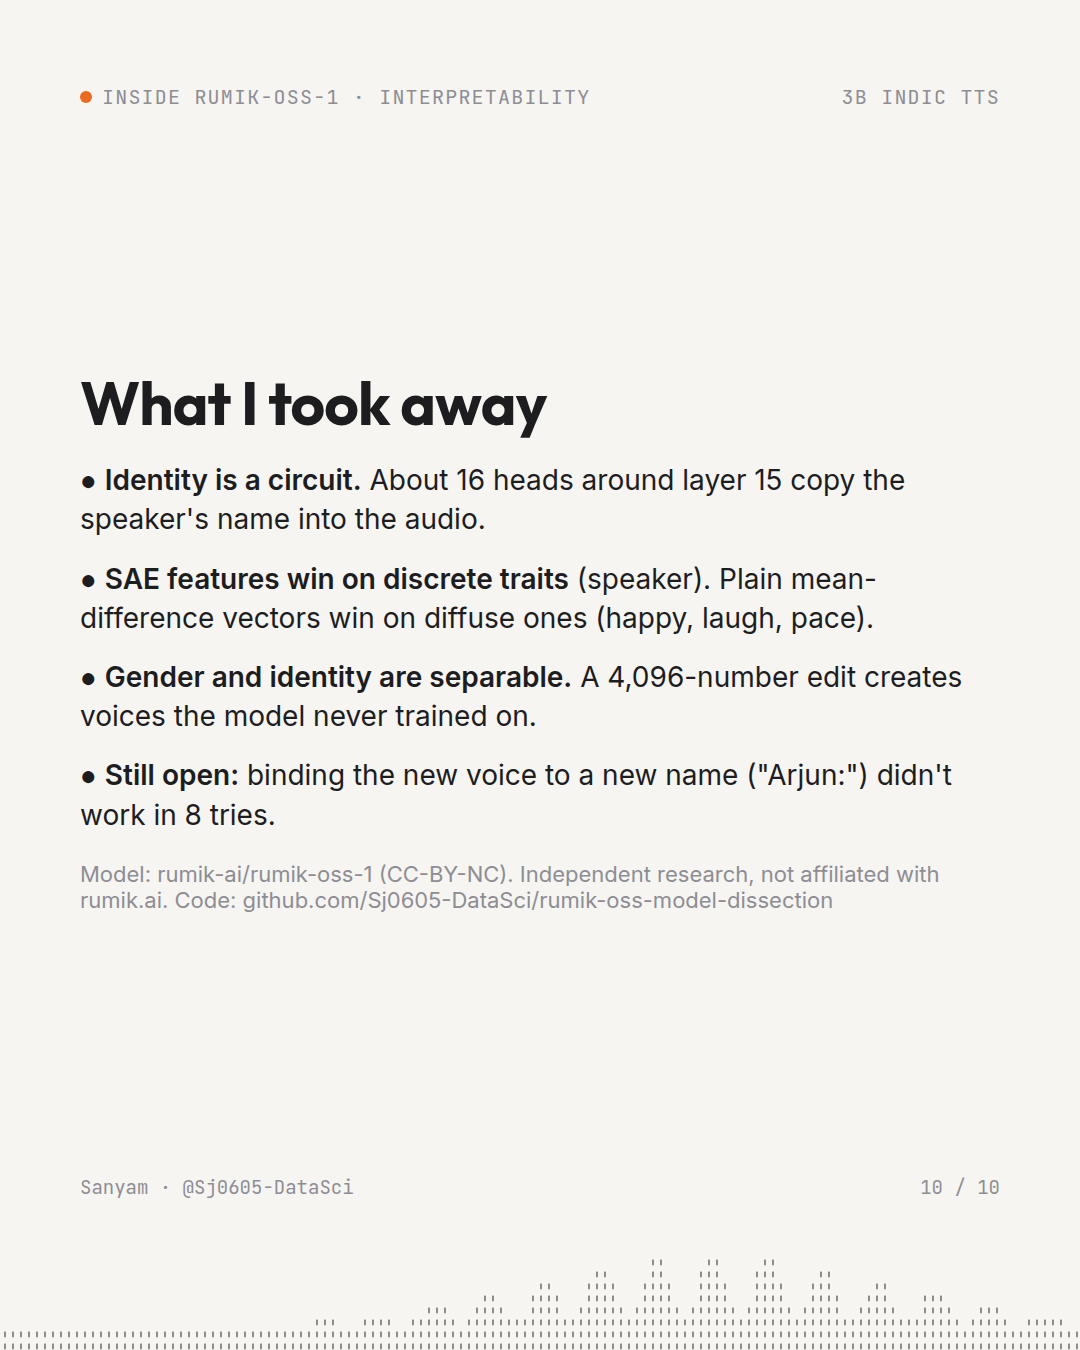 INSIDE RUMIK-OSS-1 · INTERPRETABILITY
3B INDIC TTS
What I took away
● Identity is a circuit. About 16 heads around layer 15 copy the
speaker's name into the audio.
● SAE features win on discrete traits (speaker). Plain mean-
difference vectors win on diffuse ones (happy, laugh, pace).
● Gender and identity are separable. A 4,096-number edit creates
voices the model never trained on.
● Still open: binding the new voice to a new name ("Arjun:") didn't
work in 8 tries.
Model: rumik-ai/rumik-oss-1 (CC-BY-NC). Independent research, not affiliated with
rumik.ai. Code: github.com/Sj0605-DataSci/rumik-oss-model-dissection
Sanyam · @Sj0605-DataSci
10 / 10